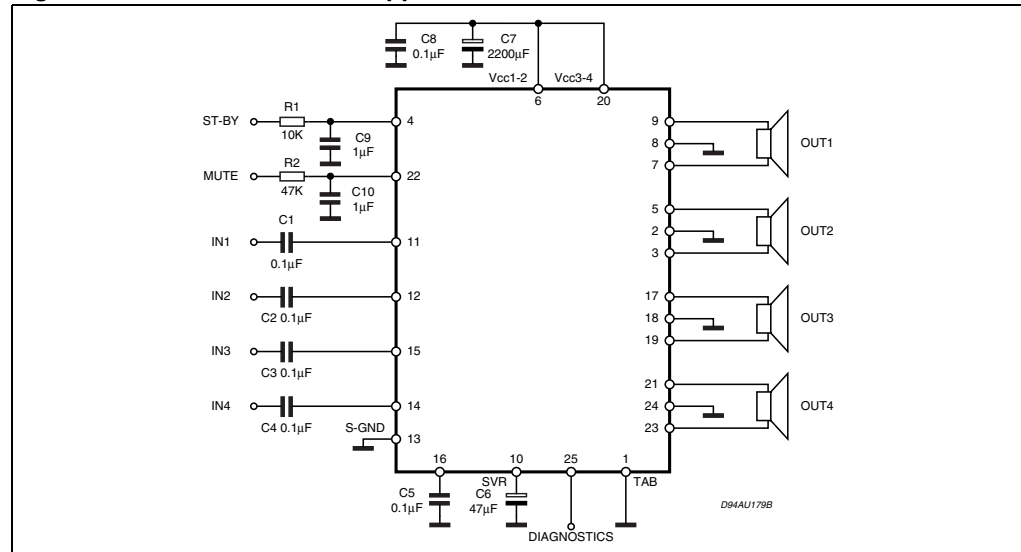 C8
0.1µF
C7
2200µF
Vcc1-2
Vcc3-4
6
20
ST-BY
R1
10K
4
C9
1µF
MUTE
R2
47K
22
C10
1µF
IN1
C1
0.1µF
11
IN2
C2 0.1µF
12
IN3
C3 0.1µF
15
IN4
C4 0.1µF
14
S-GND
13
9
8
7
OUT1
5
2
3
OUT2
17
18
19
OUT3
21
24
23
OUT4
16
10
25
1
SVR
TAB
C5
0.1µF
C6
47µF
DIAGNOSTICS
D94AU179B